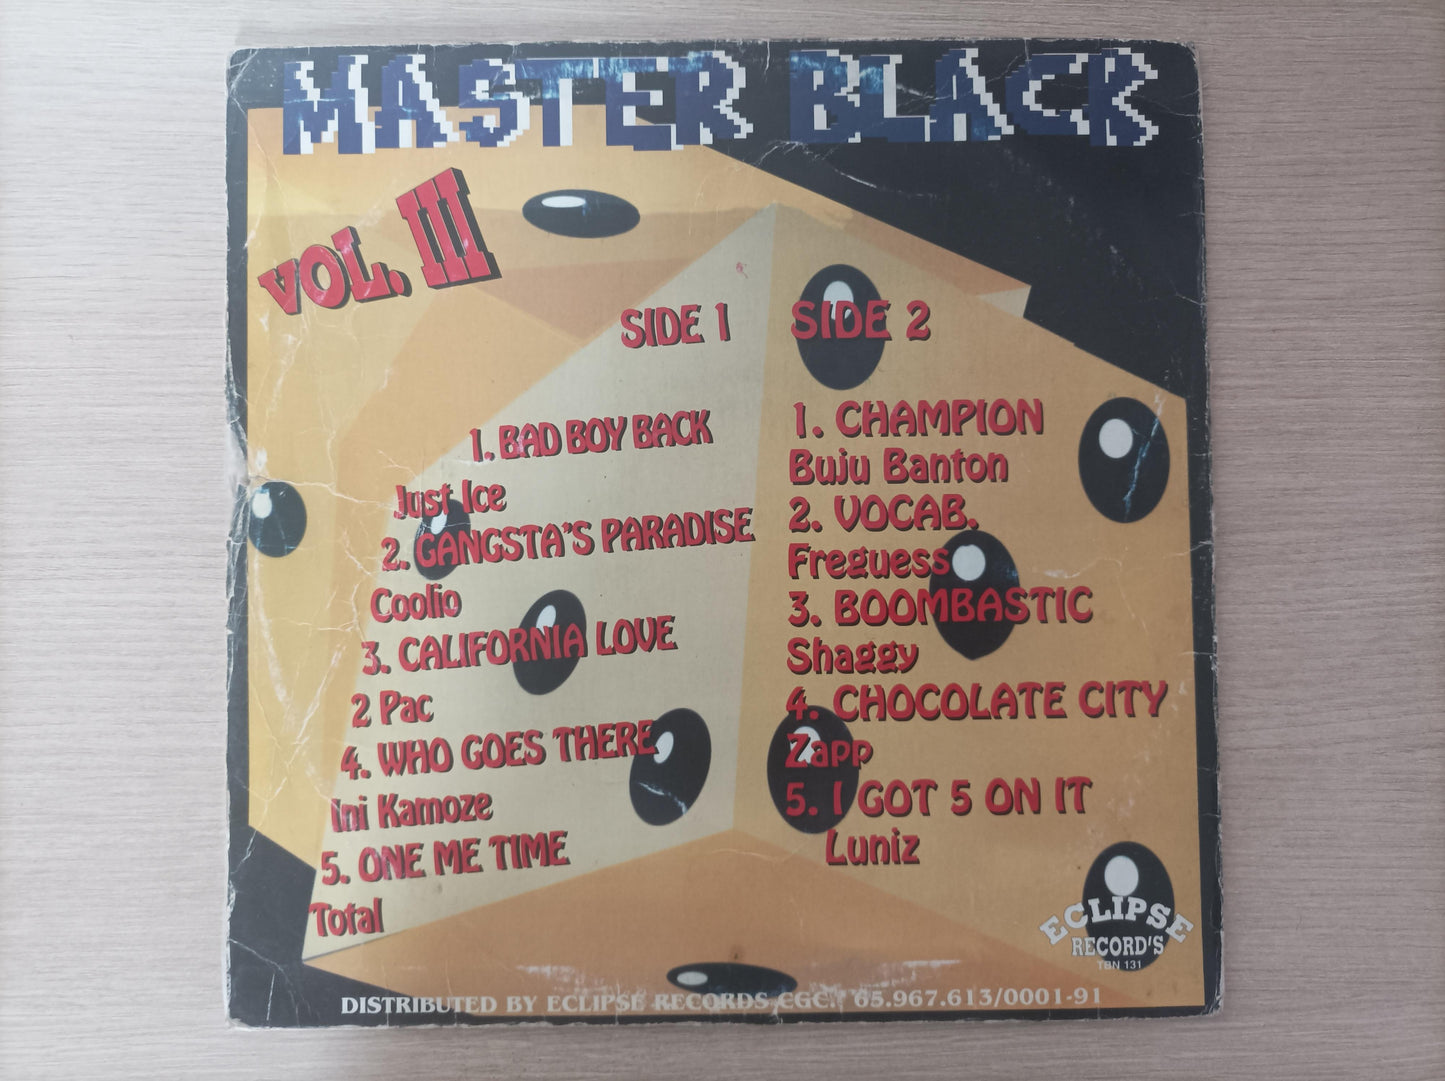 MASTER BLACK
VOL. III
SIDE 1
1. BAD BOY BACK
Just Ice
2. GANGSTA'S PARADISE
Coolio
3. CALIFORNIA LOVE
2 Pac
4. WHO GOES THERE
Ini Kamoze
5. ONE ME TIME
Total
SIDE 2
1. CHAMPION
Buju Banton
2. VOCAB.
Freguess
3. BOOMBASTIC
Shaggy
4. CHOCOLATE CITY
Zapp
5. I GOT 5 ON IT
Luniz
ECLIPSE
RECORD'S
TBN 131
DISTRIBUTED BY ECLIPSE RECORDS CGC.: 65.967.613/0001-91